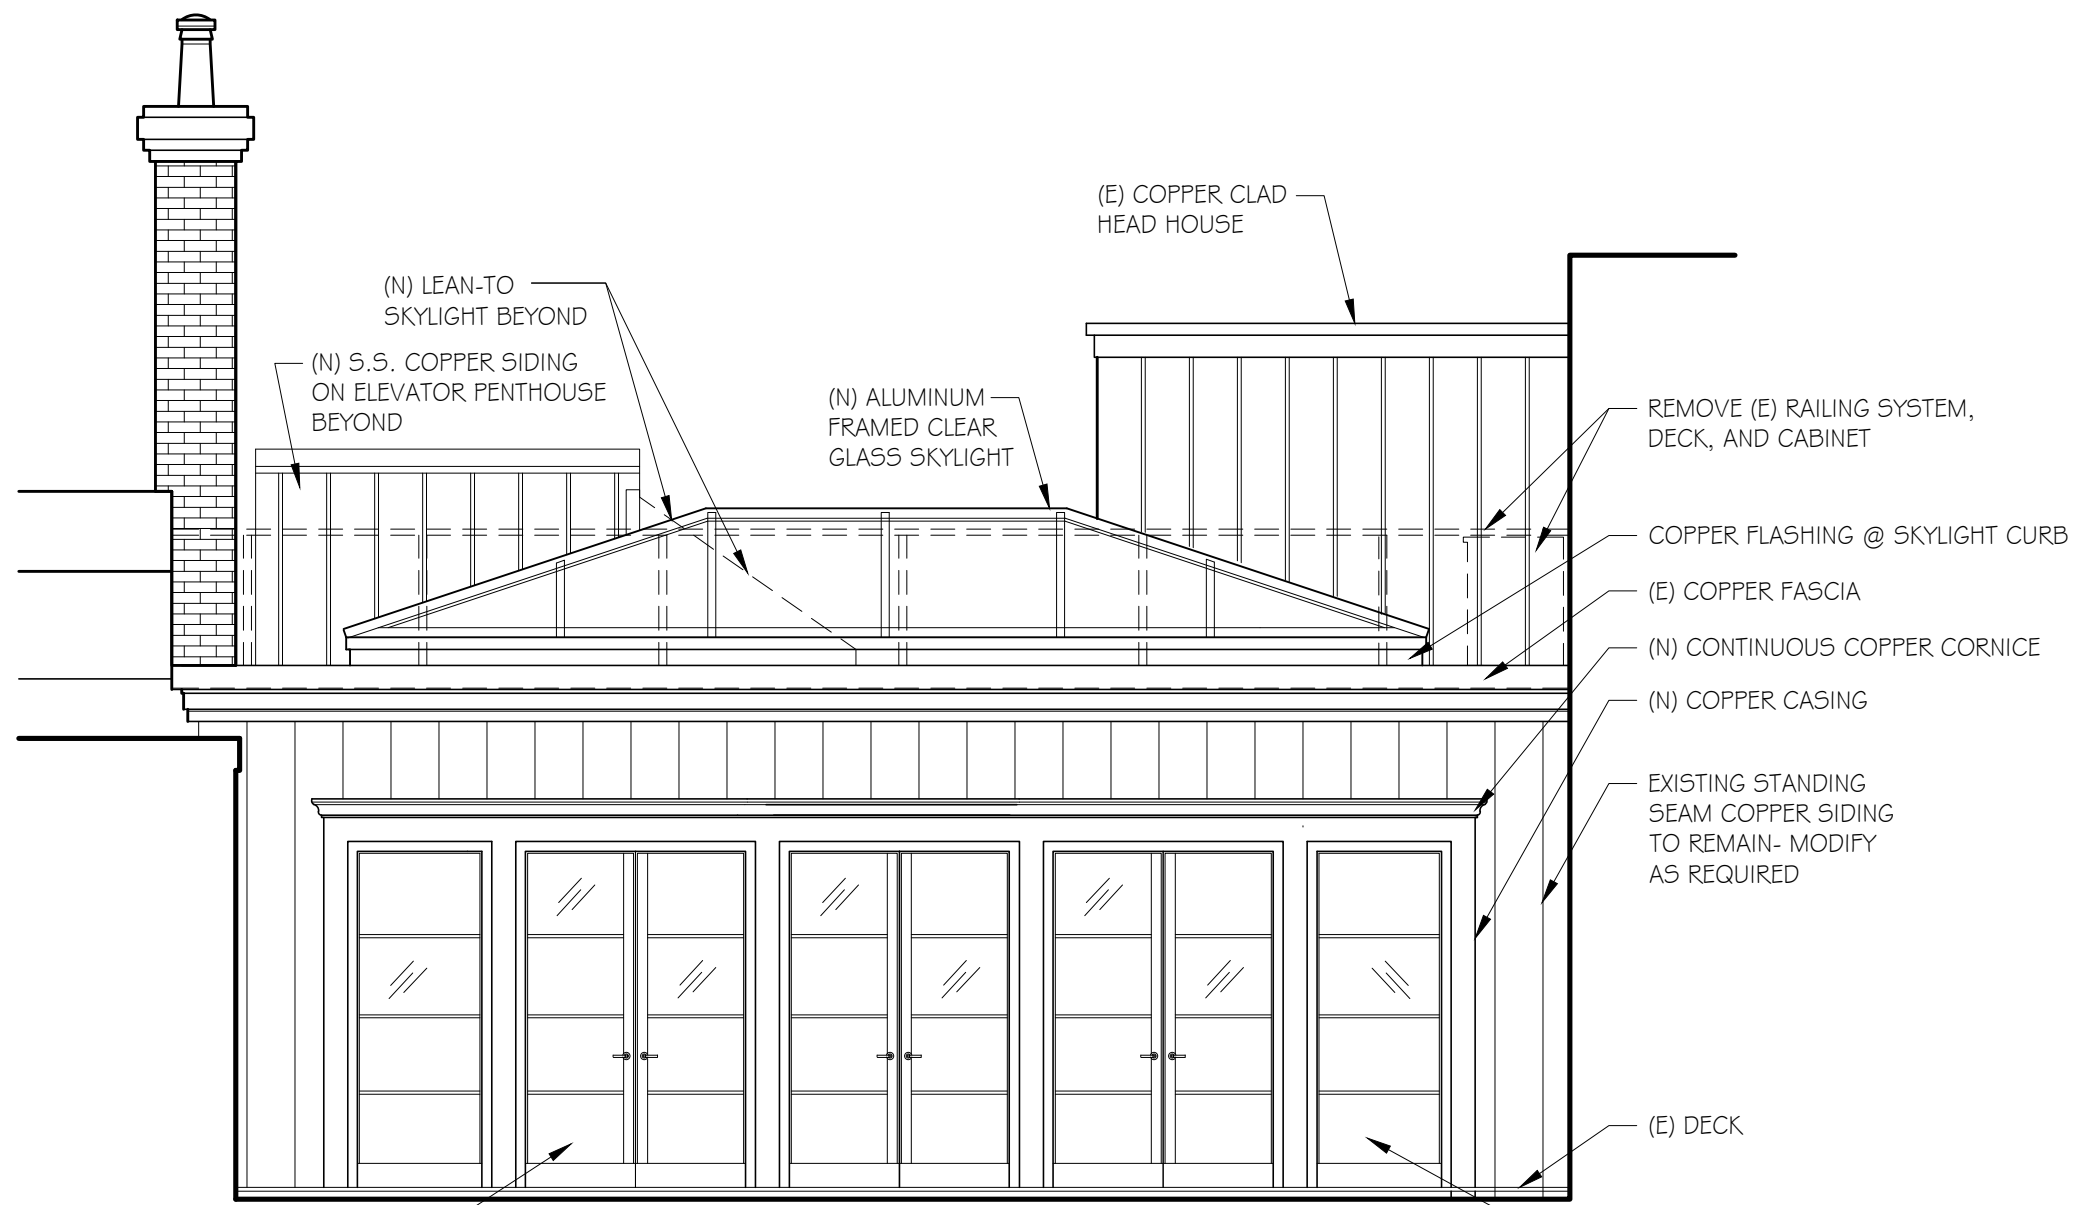 (E) COPPER CLAD
HEAD HOUSE
(N) LEAN-TO
SKYLIGHT BEYOND
(N) S.S. COPPER SIDING
ON ELEVATOR PENTHOUSE
BEYOND
(N) ALUMINUM
FRAMED CLEAR
GLASS SKYLIGHT
REMOVE (E) RAILING SYSTEM,
DECK, AND CABINET
COPPER FLASHING @ SKYLIGHT CURB
(E) COPPER FASCIA
(N) CONTINUOUS COPPER CORNICE
(N) COPPER CASING
EXISTING STANDING
SEAM COPPER SIDING
TO REMAIN- MODIFY
AS REQUIRED
(E) DECK